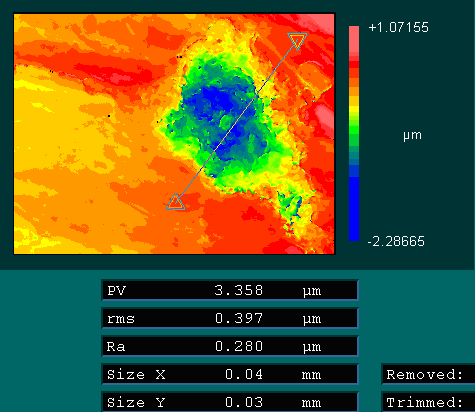 +1.07155
µm
-2.28665
PV 3.358 µm
rms 0.397 µm
Ra 0.280 µm
Size X 0.04 mm
Removed:
Size Y 0.03 mm
Trimmed: